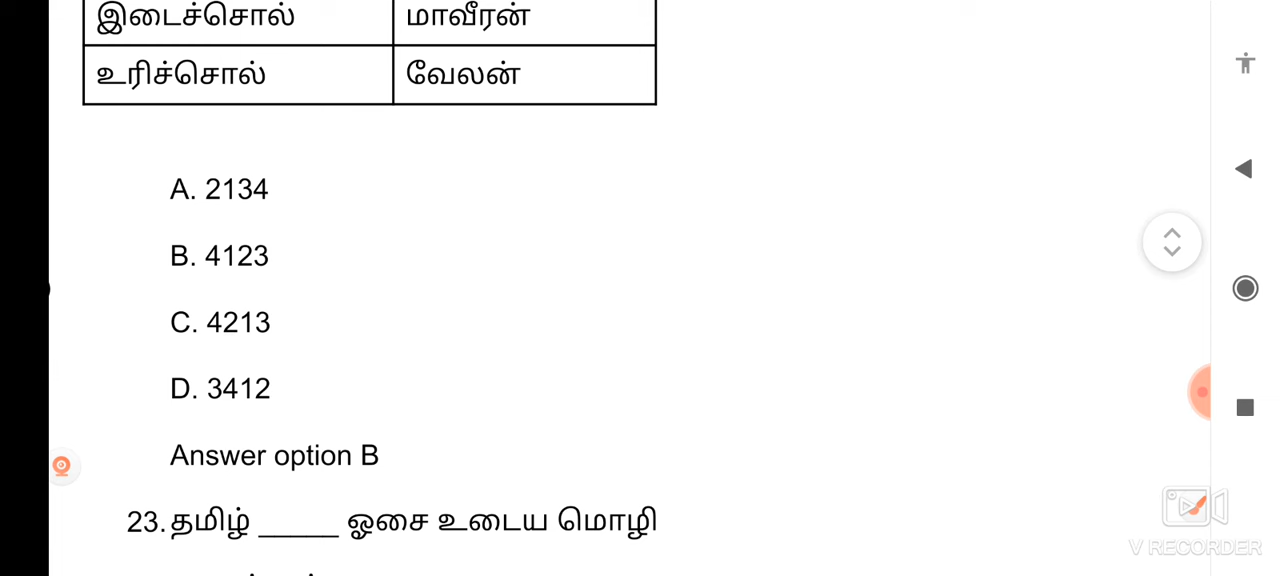 இடைச்சொல் மாவீரன்
உரிச்சொல் வேலன்
A. 2134
B. 4123
C. 4213
D. 3412
Answer option B
23. தமிழ் _____ ஓசை உடைய மொழி
V RECORDER